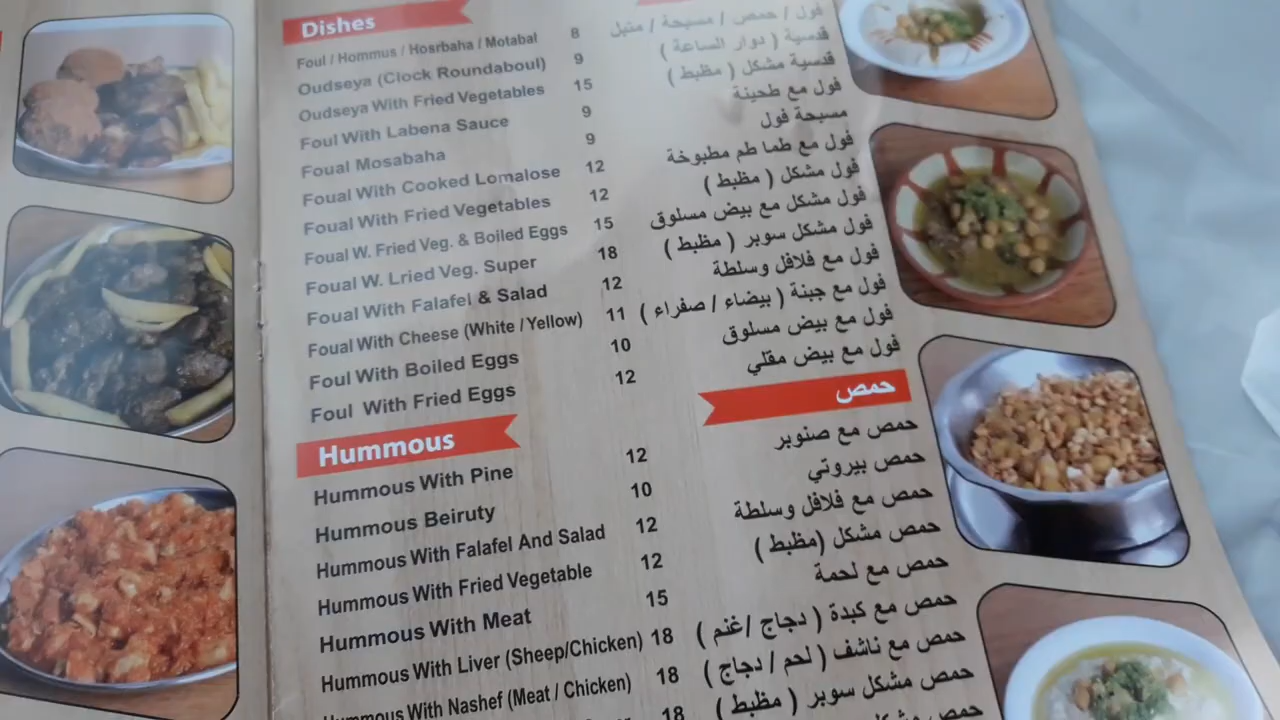 Dishes
Foul / Hommus / Hosrbaha / Motabal 8 فول / حمص / مسبحة / متبل
Oudseya (Clock Roundaboul) 9 قدسية ( دوار الساعة )
Oudseya With Fried Vegetables 15 قدسية مشكل ( مظبط )
Foul With Labena Sauce 9 فول مع طحينة
Foual Mosabaha 9 مسبحة فول
Foual With Cooked Lomalose 12 فول مع طما طم مطبوخة
Foual With Fried Vegetables 12 فول مشكل ( مظبط )
Foual W. Fried Veg. & Boiled Eggs 15 فول مشكل مع بيض مسلوق
Foual W. Lried Veg. Super 18 فول مشكل سوبر ( مظبط )
Foual With Falafel & Salad 12 فول مع فلافل وسلطة
Foual With Cheese (White / Yellow) 11 فول مع جبنة ( بيضاء / صفراء )
Foul With Boiled Eggs 10 فول مع بيض مسلوق
Foul With Fried Eggs 12 فول مع بيض مقلي
Hummous حمص
Hummous With Pine 12 حمص مع صنوبر
Hummous Beiruty 10 حمص بيروتي
Hummous With Falafel And Salad 12 حمص مع فلافل وسلطة
Hummous With Fried Vegetable 12 حمص مشكل (مظبط )
Hummous With Meat 15 حمص مع لحمة
Hummous With Liver (Sheep/Chicken) 18 حمص مع كبدة ( دجاج /غنم )
Hummous With Nashef (Meat / Chicken) 18 حمص مع ناشف ( لحم / دجاج )
18 حمص مشكل سوبر ( مظبط )